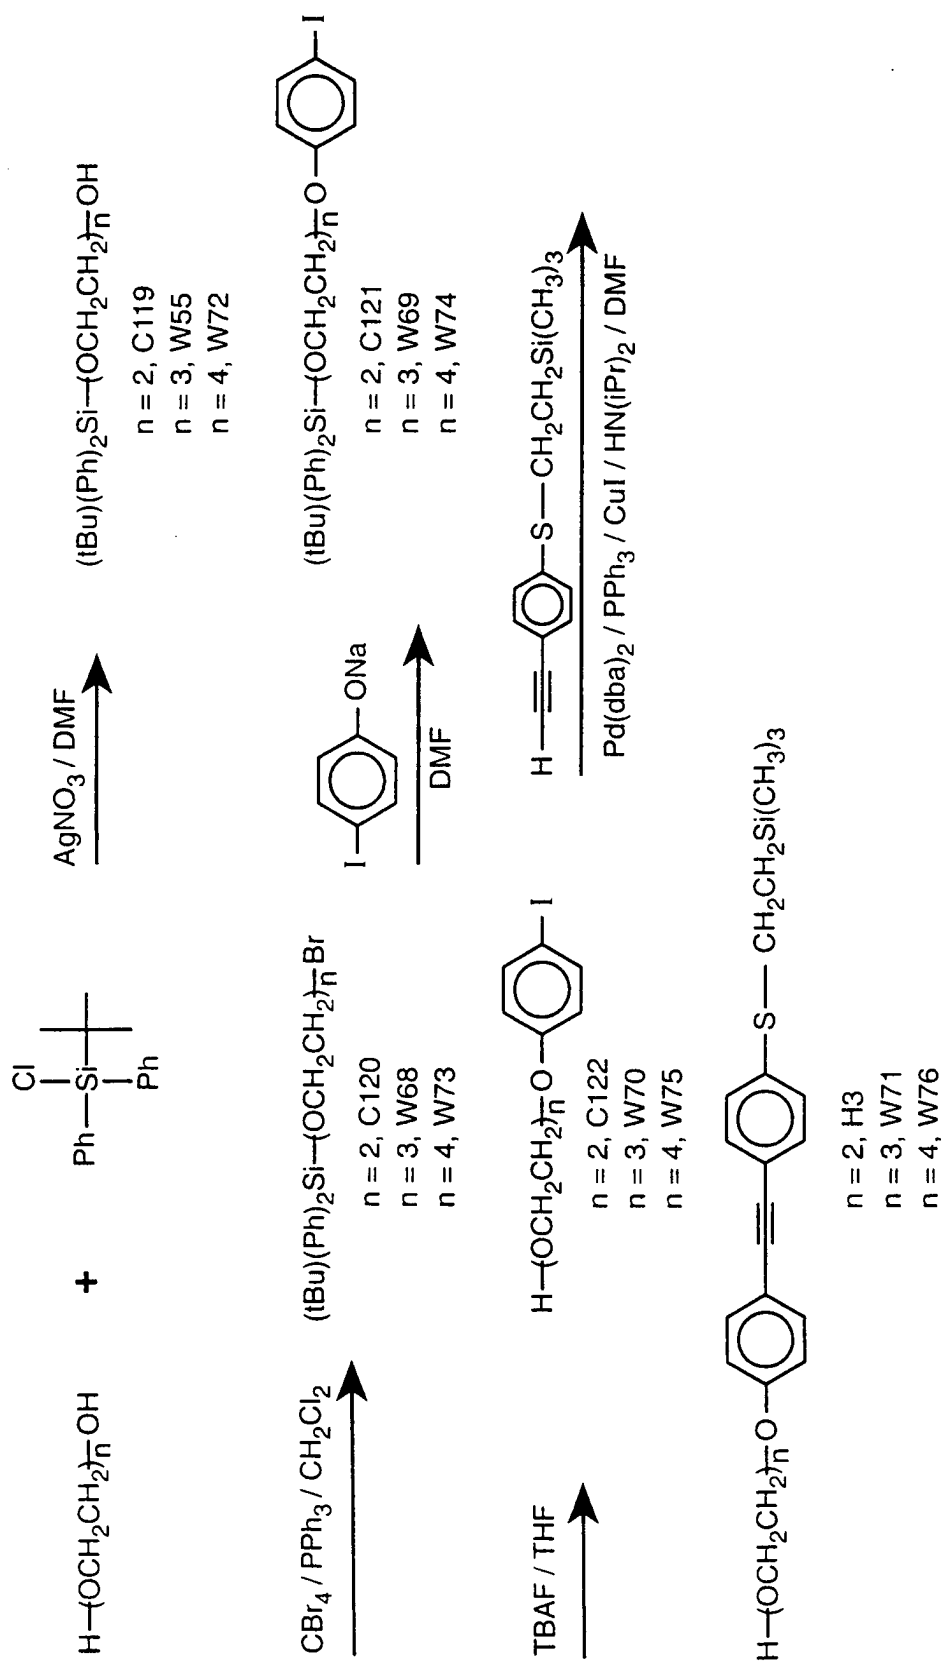 H—(OCH2CH2)n—OH + Cl Ph—Si Ph AgNO3 / DMF (tBu)(Ph)2Si—(OCH2CH2)n—OH
n = 2, C119
n = 3, W55
n = 4, W72
CBr4 / PPh3 / CH2Cl2
(tBu)(Ph)2Si—(OCH2CH2)n—Br
n = 2, C120
n = 3, W68
n = 4, W73
I ONa
DMF
(tBu)(Ph)2Si—(OCH2CH2)n—O I
n = 2, C121
n = 3, W69
n = 4, W74
TBAF / THF
H—(OCH2CH2)n—O I
n = 2, C122
n = 3, W70
n = 4, W75
H S—CH2CH2Si(CH3)3
Pd(dba)2 / PPh3 / CuI / HN(iPr)2 / DMF
H—(OCH2CH2)n—O S—CH2CH2Si(CH3)3
n = 2, H3
n = 3, W71
n = 4, W76